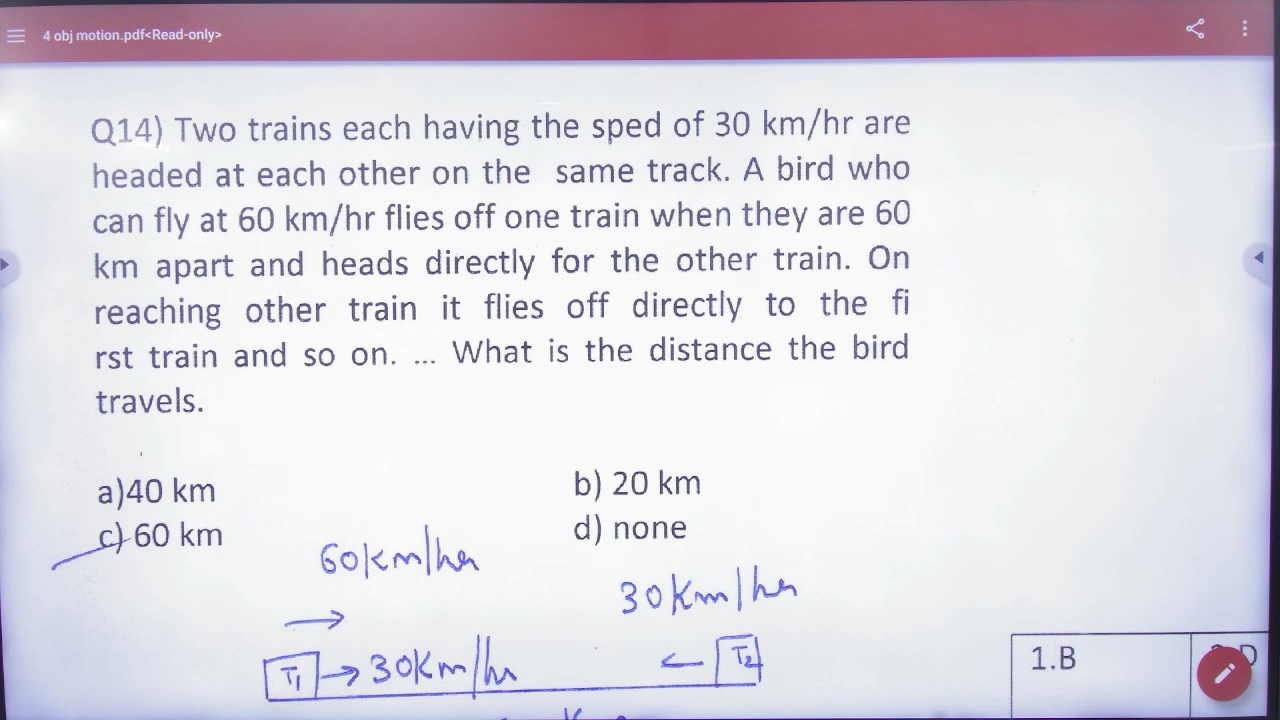 4 obj motion.pdf<Read-only>
Q14) Two trains each having the sped of 30 km/hr are
headed at each other on the same track. A bird who
can fly at 60 km/hr flies off one train when they are 60
km apart and heads directly for the other train. On
reaching other train it flies off directly to the fi
rst train and so on. ... What is the distance the bird
travels.
a)40 km b) 20 km
c) 60 km d) none
60km/hr
30km/hr
T1 → 30km/hr ← T2
1.B